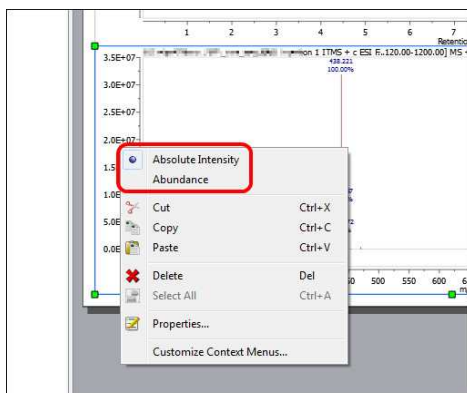 1 2 3 4 5 6 7
Retentio
1 ITMS + c ESI F...120.00-1200.00] MS
3.5E+07
438.221
100.00%
3.0E+07
2.5E+07
2.0E+07
Absolute Intensity
1.5
Abundance
1.0E
Cut Ctrl+X
5.0E
Copy Ctrl+C
0.0E
Paste Ctrl+V
Delete Del
500 550 600
Select All Ctrl+A
Properties...
Customize Context Menus...